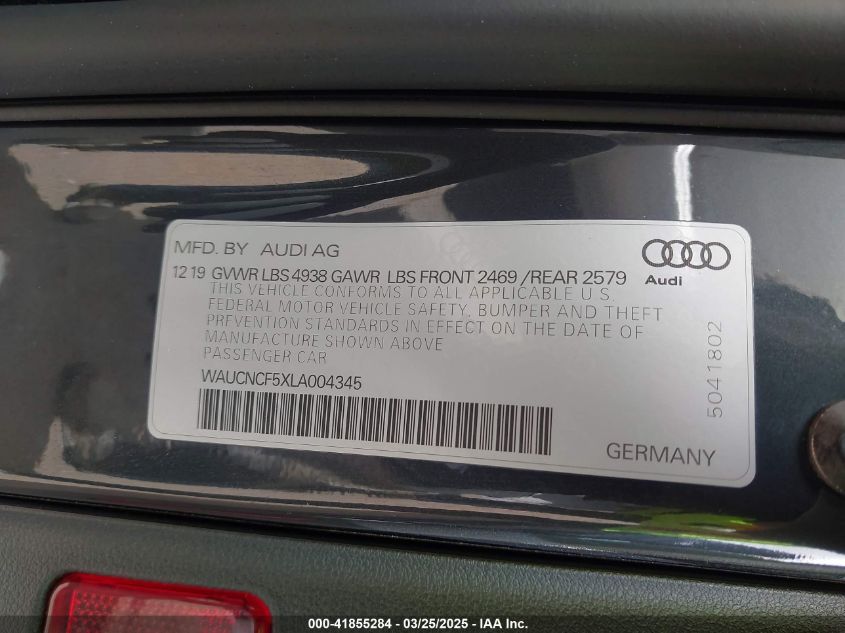 MFD. BY AUDI AG
Audi
12 19 GVWR LBS 4938 GAWR LBS FRONT 2469 /REAR 2579
THIS VEHICLE CONFORMS TO ALL APPLICABLE U.S.
FEDERAL MOTOR VEHICLE SAFETY, BUMPER AND THEFT
PREVENTION STANDARDS IN EFFECT ON THE DATE OF
MANUFACTURE SHOWN ABOVE
PASSENGER CAR
WAUCNCF5XLA004345
5041802
GERMANY
000-41855284 - 03/25/2025 - IAA Inc.